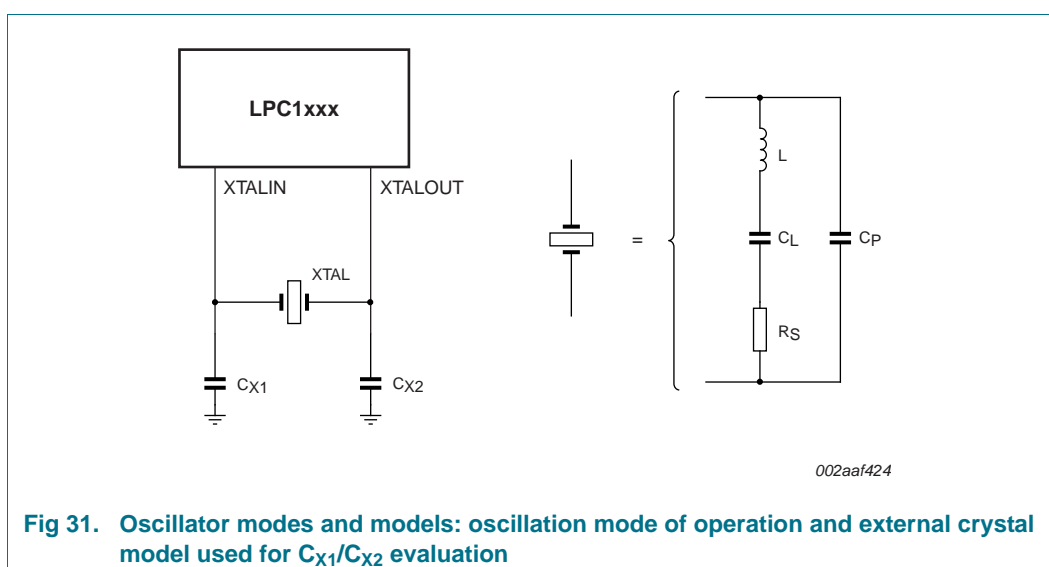 LPC1xxx
XTALIN
XTALOUT
XTAL
CX1
CX2
=
L
CL
CP
RS
002aaf424
Fig 31. Oscillator modes and models: oscillation mode of operation and external crystal
model used for CX1/CX2 evaluation